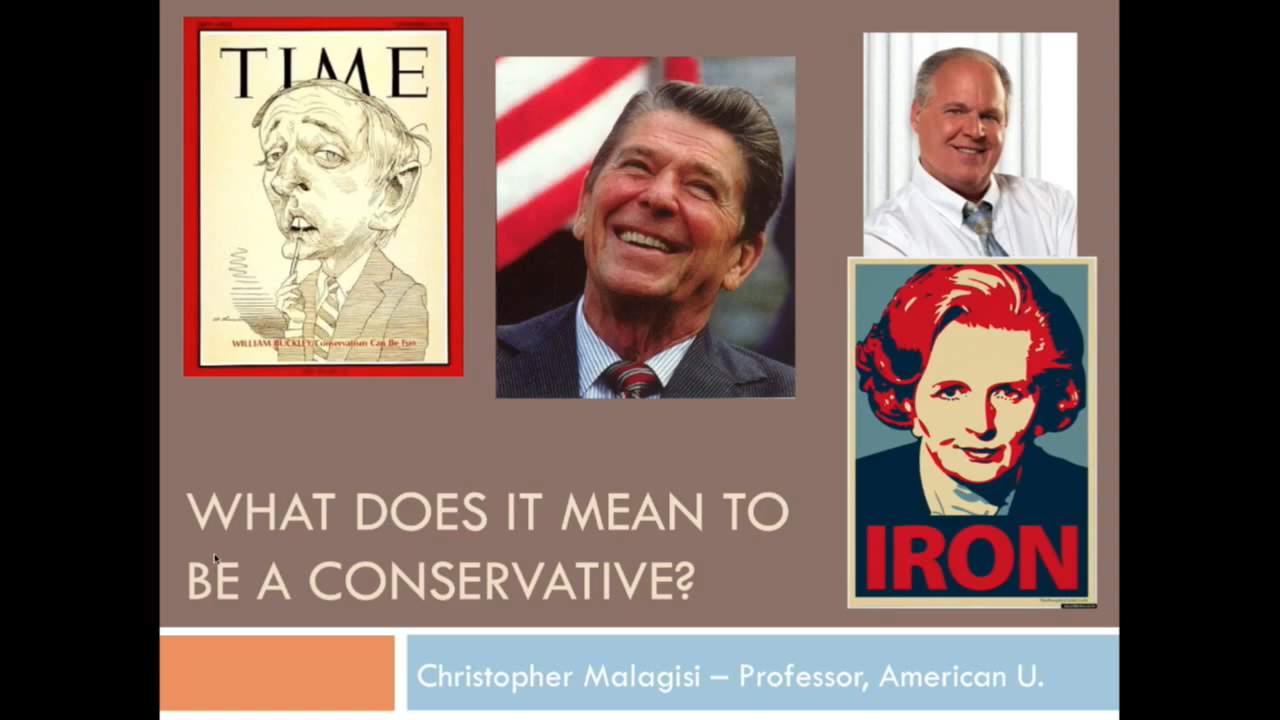 TIME
WILLIAM BUCKLEY, Conservatism Can Be Fun
IRON
WHAT DOES IT MEAN TO
BE A CONSERVATIVE?
Christopher Malagisi – Professor, American U.